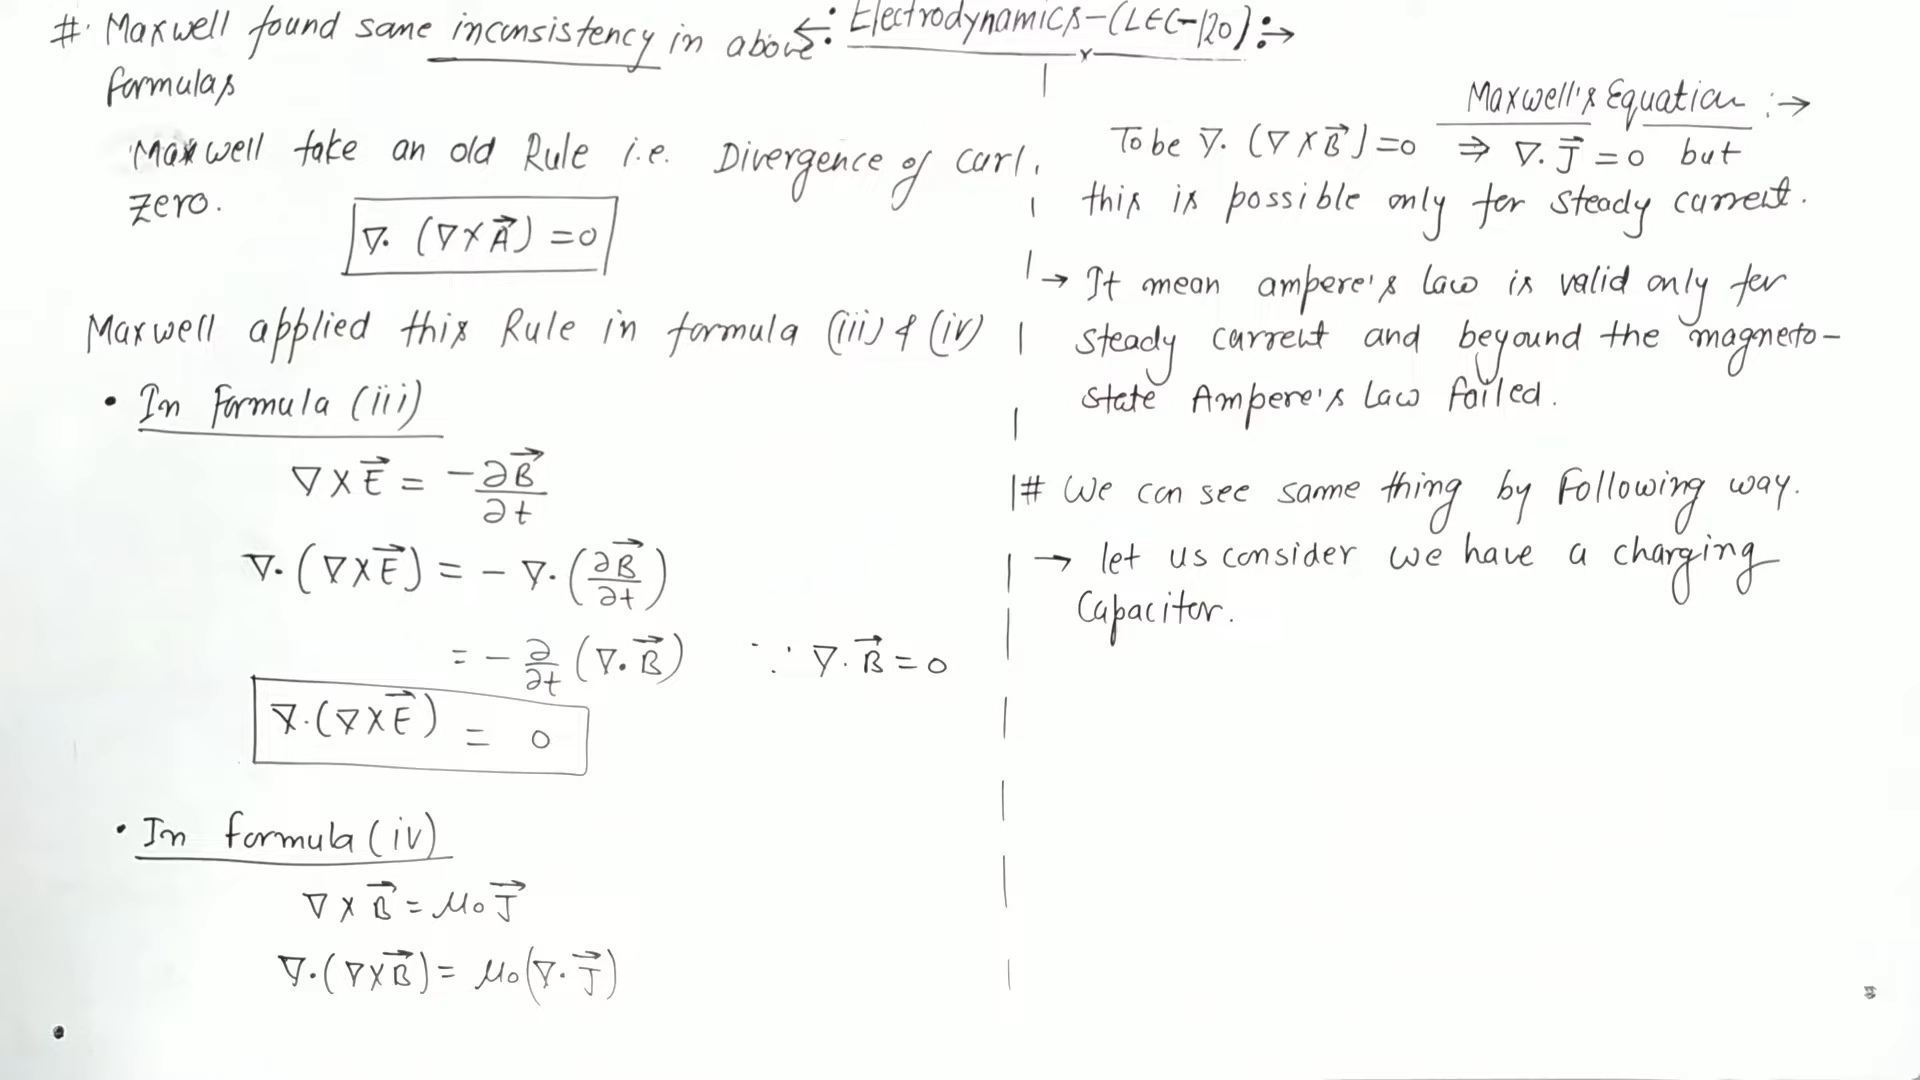 Electrodynamics-(LEC-120)
Maxwell's Equation
# Maxwell found same inconsistency in above
formulas
Maxwell take an old Rule i.e. Divergence of curl
zero.
∇. (∇×A⃗) = 0
Maxwell applied this Rule in formula (iii) & (iv)
• In formula (iii)
∇×E⃗ = -∂B⃗/∂t
∇.(∇×E⃗) = -∇.(∂B⃗/∂t)
= -∂/∂t (∇.B⃗) ∵ ∇.B⃗ = 0
∇.(∇×E⃗) = 0
• In formula (iv)
∇×B⃗ = μ₀J⃗
∇.(∇×B⃗) = μ₀(∇.J⃗)
To be ∇.(∇×B⃗) = 0 ⇒ ∇.J⃗ = 0 but
this is possible only for steady current.
→ It mean ampere's law is valid only for
steady current and beyound the magneto-
state Ampere's Law failed.
# We can see same thing by following way.
→ let us consider we have a charging
Capacitor.